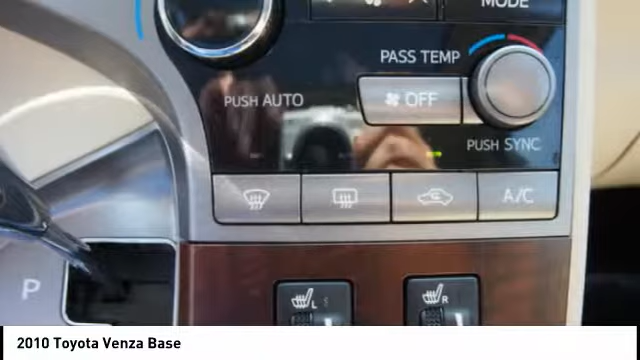 MODE
PASS TEMP
PUSH AUTO
OFF
PUSH SYNC
A/C
P
L
R
2010 Toyota Venza Base